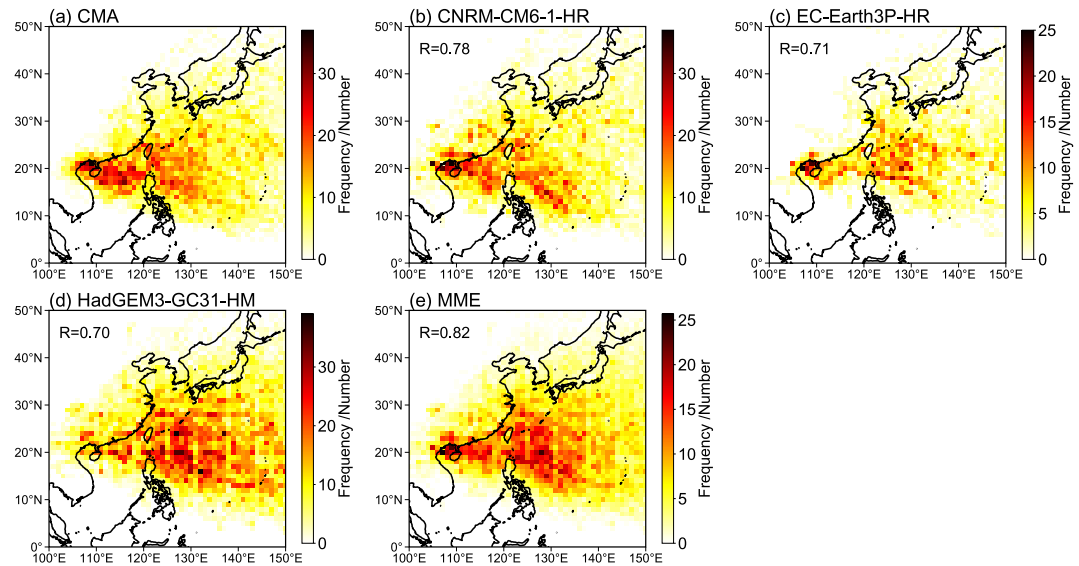 (a) CMA
50°N
40°N
30°N
20°N
10°N
0°
100°E 110°E 120°E 130°E 140°E 150°E
30
20
10
0
Frequency /Number
(b) CNRM-CM6-1-HR
R=0.78
50°N
40°N
30°N
20°N
10°N
0°
100°E 110°E 120°E 130°E 140°E 150°E
30
20
10
0
Frequency /Number
(c) EC-Earth3P-HR
R=0.71
50°N
40°N
30°N
20°N
10°N
0°
100°E 110°E 120°E 130°E 140°E 150°E
25
20
15
10
5
0
Frequency /Number
(d) HadGEM3-GC31-HM
R=0.70
50°N
40°N
30°N
20°N
10°N
0°
100°E 110°E 120°E 130°E 140°E 150°E
30
20
10
0
Frequency /Number
(e) MME
R=0.82
50°N
40°N
30°N
20°N
10°N
0°
100°E 110°E 120°E 130°E 140°E 150°E
25
20
15
10
5
0
Frequency /Number